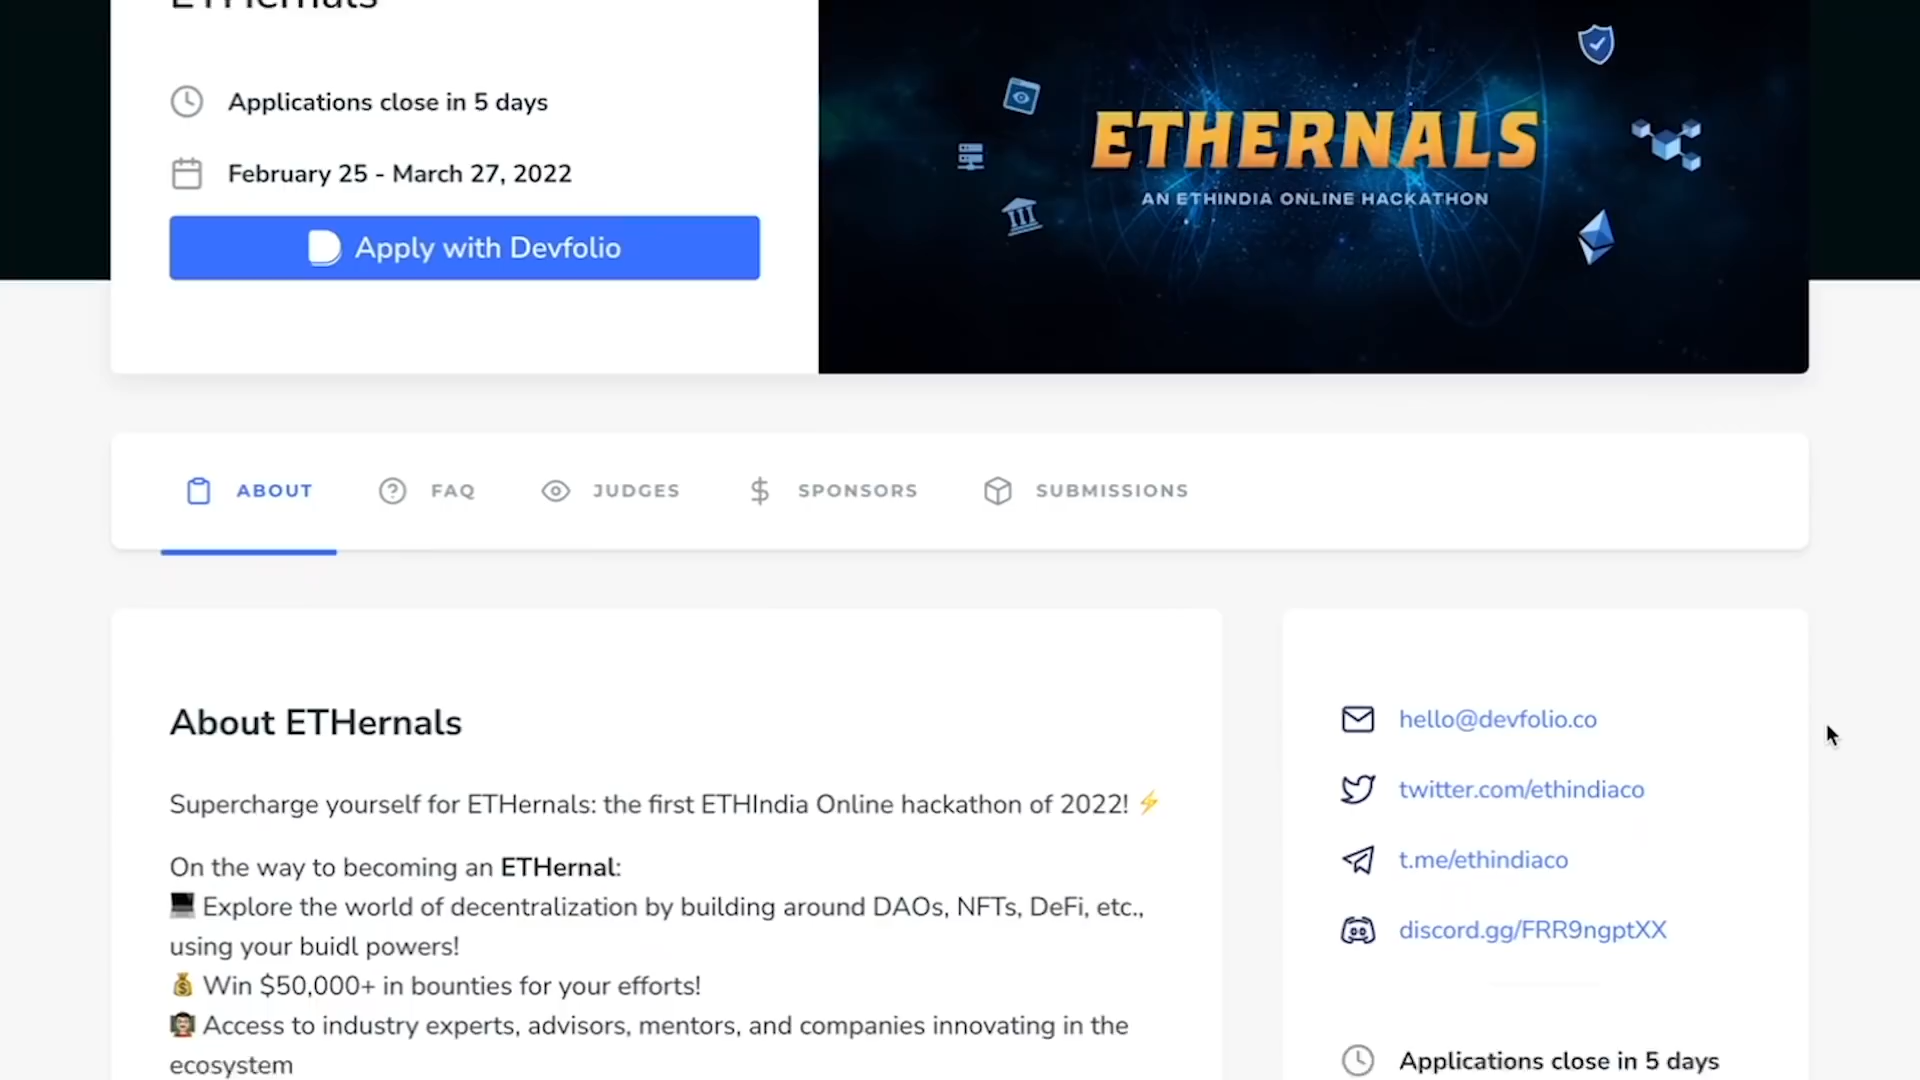 ETHernals
Applications close in 5 days
February 25 - March 27, 2022
Apply with Devfolio
ETHERNALS
AN ETHINDIA ONLINE HACKATHON
ABOUT
FAQ
JUDGES
SPONSORS
SUBMISSIONS
About ETHernals
Supercharge yourself for ETHernals: the first ETHIndia Online hackathon of 2022! ⚡
On the way to becoming an ETHernal:
💻 Explore the world of decentralization by building around DAOs, NFTs, DeFi, etc.,
using your buidl powers!
💰 Win $50,000+ in bounties for your efforts!
👨‍🏫 Access to industry experts, advisors, mentors, and companies innovating in the
ecosystem
hello@devfolio.co
twitter.com/ethindiaco
t.me/ethindiaco
discord.gg/FRR9ngptXX
Applications close in 5 days